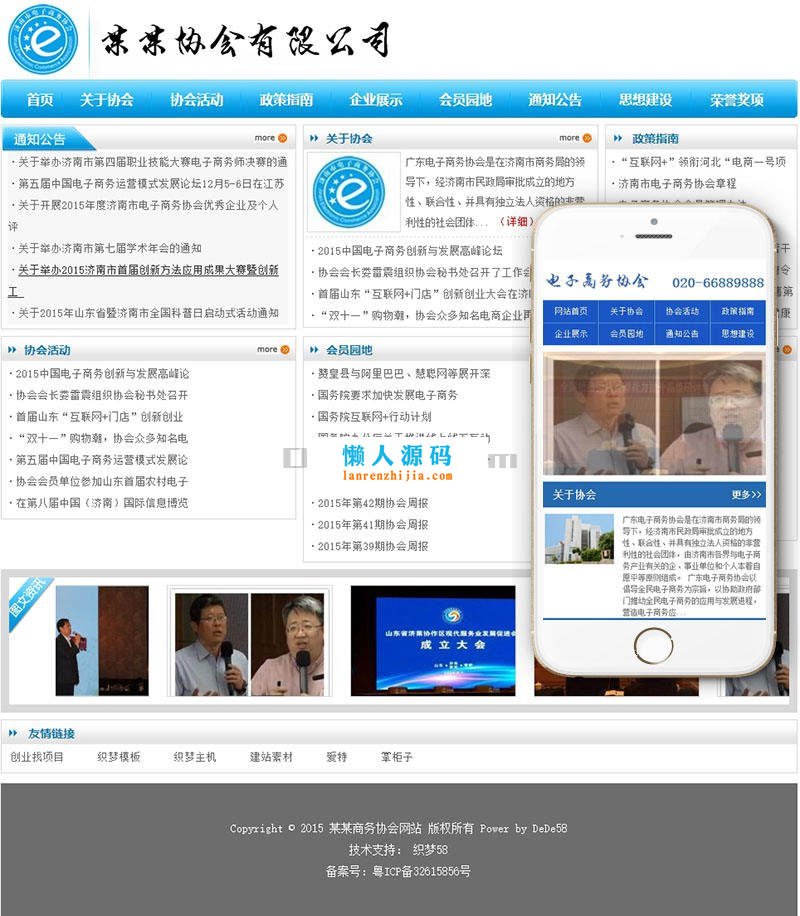 某某协会有限公司
首页 关于协会 协会活动 政策指南 企业展示 会员园地 通知公告 思想建设 荣誉奖项
通知公告 more
·关于举办济南市第四届职业技能大赛电子商务师决赛的通
·第五届中国电子商务运营模式发展论坛12月5-6日在江苏
·关于开展2015年度济南市电子商务协会优秀企业及个人
评
·关于举办济南市第七届学术年会的通知
·关于举办2015济南市首届创新方法应用成果大赛暨创新
工
·关于2015年山东省暨济南市全国科普日启动式活动通知
关于协会 more
济南市电子商务协会
广东电子商务协会是在济南市商务局的领
导下，经济南市民政局审批成立的地方
性、联合性、并具有独立法人资格的非营
利性的社会团体... （详细）
·2015中国电子商务创新与发展高峰论坛
·协会会长娄雷震组织协会秘书处召开了工作会
·首届山东“互联网+门店”创新创业大会在济
·“双十一”购物潮，协会众多知名电商企业再
政策指南
·“互联网+”领衔河北“电商一号项
·济南市电子商务协会章程
协会活动 more
·2015中国电子商务创新与发展高峰论
·协会会长娄雷震组织协会秘书处召开
·首届山东“互联网+门店”创新创业
·“双十一”购物潮，协会众多知名电
·第五届中国电子商务运营模式发展论
·协会会员单位参加山东首届农村电子
·在第八届中国（济南）国际信息博览
会员园地
·赞皇县与阿里巴巴、慧聪网等展开深
·国务院要求加快发展电子商务
·国务院互联网+行动计划
懒人源码
lanrenzhijia.com
·2015年第42期协会周报
·2015年第41期协会周报
·2015年第39期协会周报
电子商务协会 020-66889888
网站首页 关于协会 协会活动 政策指南
企业展示 会员园地 通知公告 思想建设
关于协会 更多>>
广东电子商务协会是在济南市商务局的领
导下，经济南市民政局审批成立的地方
性、联合性、并具有独立法人资格的非营
利性的社会团体，由济南市各界与电子商
务产业有关的企、事业单位和个人本着自
愿平等原则组成。 广东电子商务协会以
倡导全民电子商务为宗旨，以协助政府部
门推动全民电子商务的应用与发展进程，
营造电子商务应...
图文资讯
山东省济莱协作区现代服务业发展促进会
成立大会
友情链接
创业找项目 织梦模板 织梦主机 建站素材 爱特 掌柜子
Copyright © 2015 某某商务协会网站 版权所有 Power by DeDe58
技术支持： 织梦58
备案号：粤ICP备32615856号